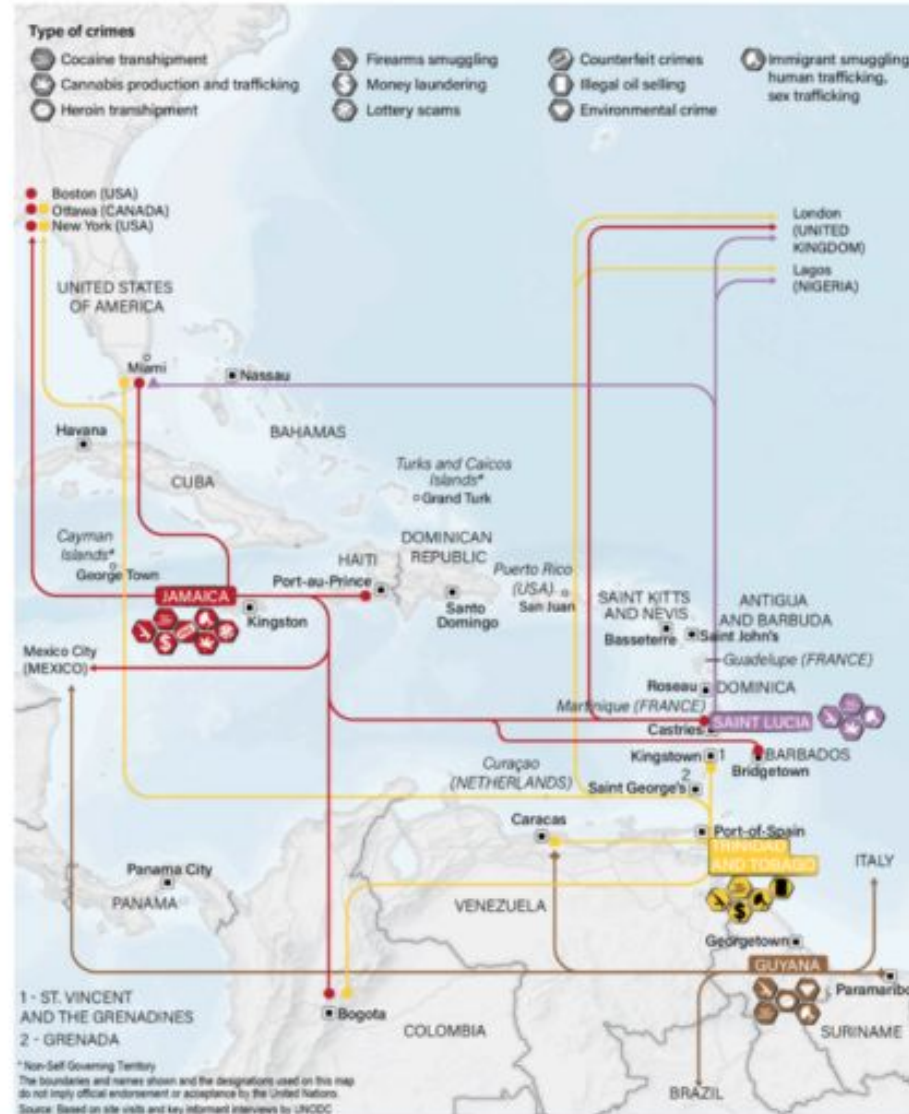 Type of crimes
Cocaine transhipment
Cannabis production and trafficking
Heroin transhipment
Firearms smuggling
Money laundering
Lottery scams
Counterfeit crimes
Illegal oil selling
Environmental crime
Immigrant smuggling,
human trafficking,
sex trafficking
Boston (USA)
Ottawa (CANADA)
New York (USA)
London
(UNITED
KINGDOM)
Lagos
(NIGERIA)
UNITED STATES
OF AMERICA
Miami
Nassau
BAHAMAS
Havana
CUBA
Turks and Caicos
Islands*
Grand Turk
Cayman
Islands*
George Town
HAITI
DOMINICAN
REPUBLIC
Port-au-Prince
Santo
Domingo
Puerto Rico
(USA)
San Juan
SAINT KITTS
AND NEVIS
Basseterre
ANTIGUA
AND BARBUDA
Saint John's
JAMAICA
Kingston
Guadelupe (FRANCE)
Mexico City
(MEXICO)
Roseau
DOMINICA
Martinique (FRANCE)
SAINT LUCIA
Castries
Kingstown
1
BARBADOS
Bridgetown
Curaçao
(NETHERLANDS)
2
Saint George's
Caracas
Port-of-Spain
TRINIDAD
AND TOBAGO
ITALY
Panama City
PANAMA
VENEZUELA
Georgetown
GUYANA
Paramaribo
SURINAME
Bogota
COLOMBIA
BRAZIL
1 - ST. VINCENT
AND THE GRENADINES
2 - GRENADA
* Non-Self Governing Territory
The boundaries and names shown and the designations used on this map
do not imply official endorsement or acceptance by the United Nations
Source: Based on site visits and key informant interviews by UNODC